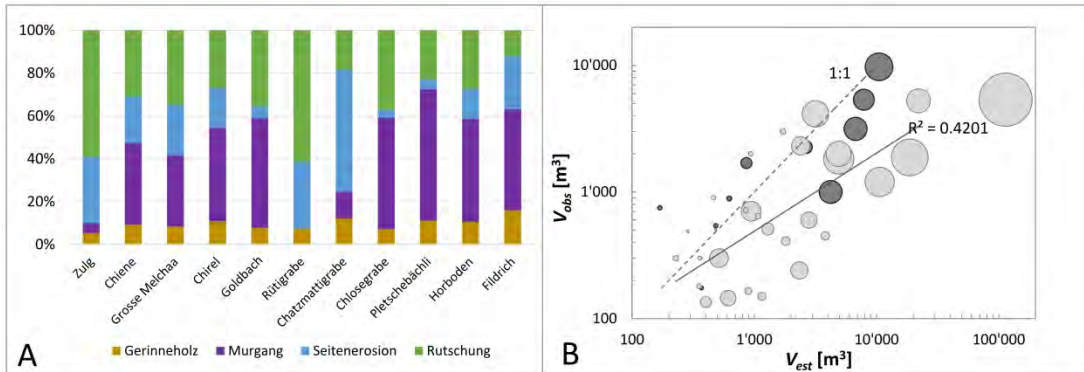 100%
80%
60%
40%
20%
0%
Zulg
Chiene
Grosse Melchaa
Chirel
Goldbach
Rütigrabe
Chatzmattigrabe
Chlosegrabe
Pletschebächli
Horboden
Fildrich
A
Gerinneholz Murgang Seitenerosion Rutschung
V_obs [m³]
10'000
1'000
100
1:1
R² = 0.4201
100 1'000 10'000 100'000
V_est [m³]
B